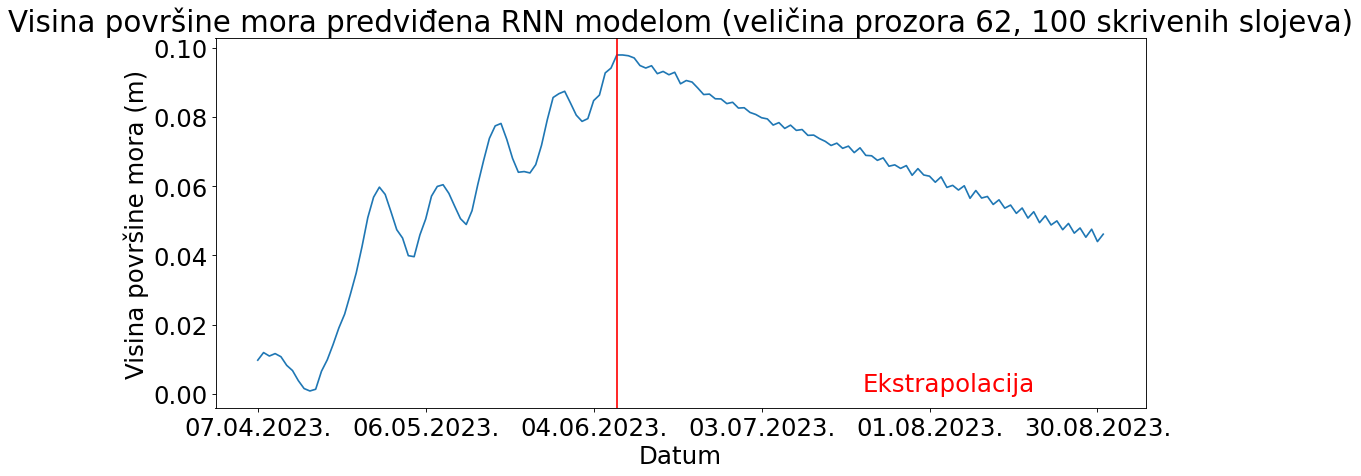 Visina površine mora predviđena RNN modelom (veličina prozora 62, 100 skrivenih slojeva)
Visina površine mora (m)
0.10
0.08
0.06
0.04
0.02
0.00
Ekstrapolacija
07.04.2023. 06.05.2023. 04.06.2023. 03.07.2023. 01.08.2023. 30.08.2023.
Datum